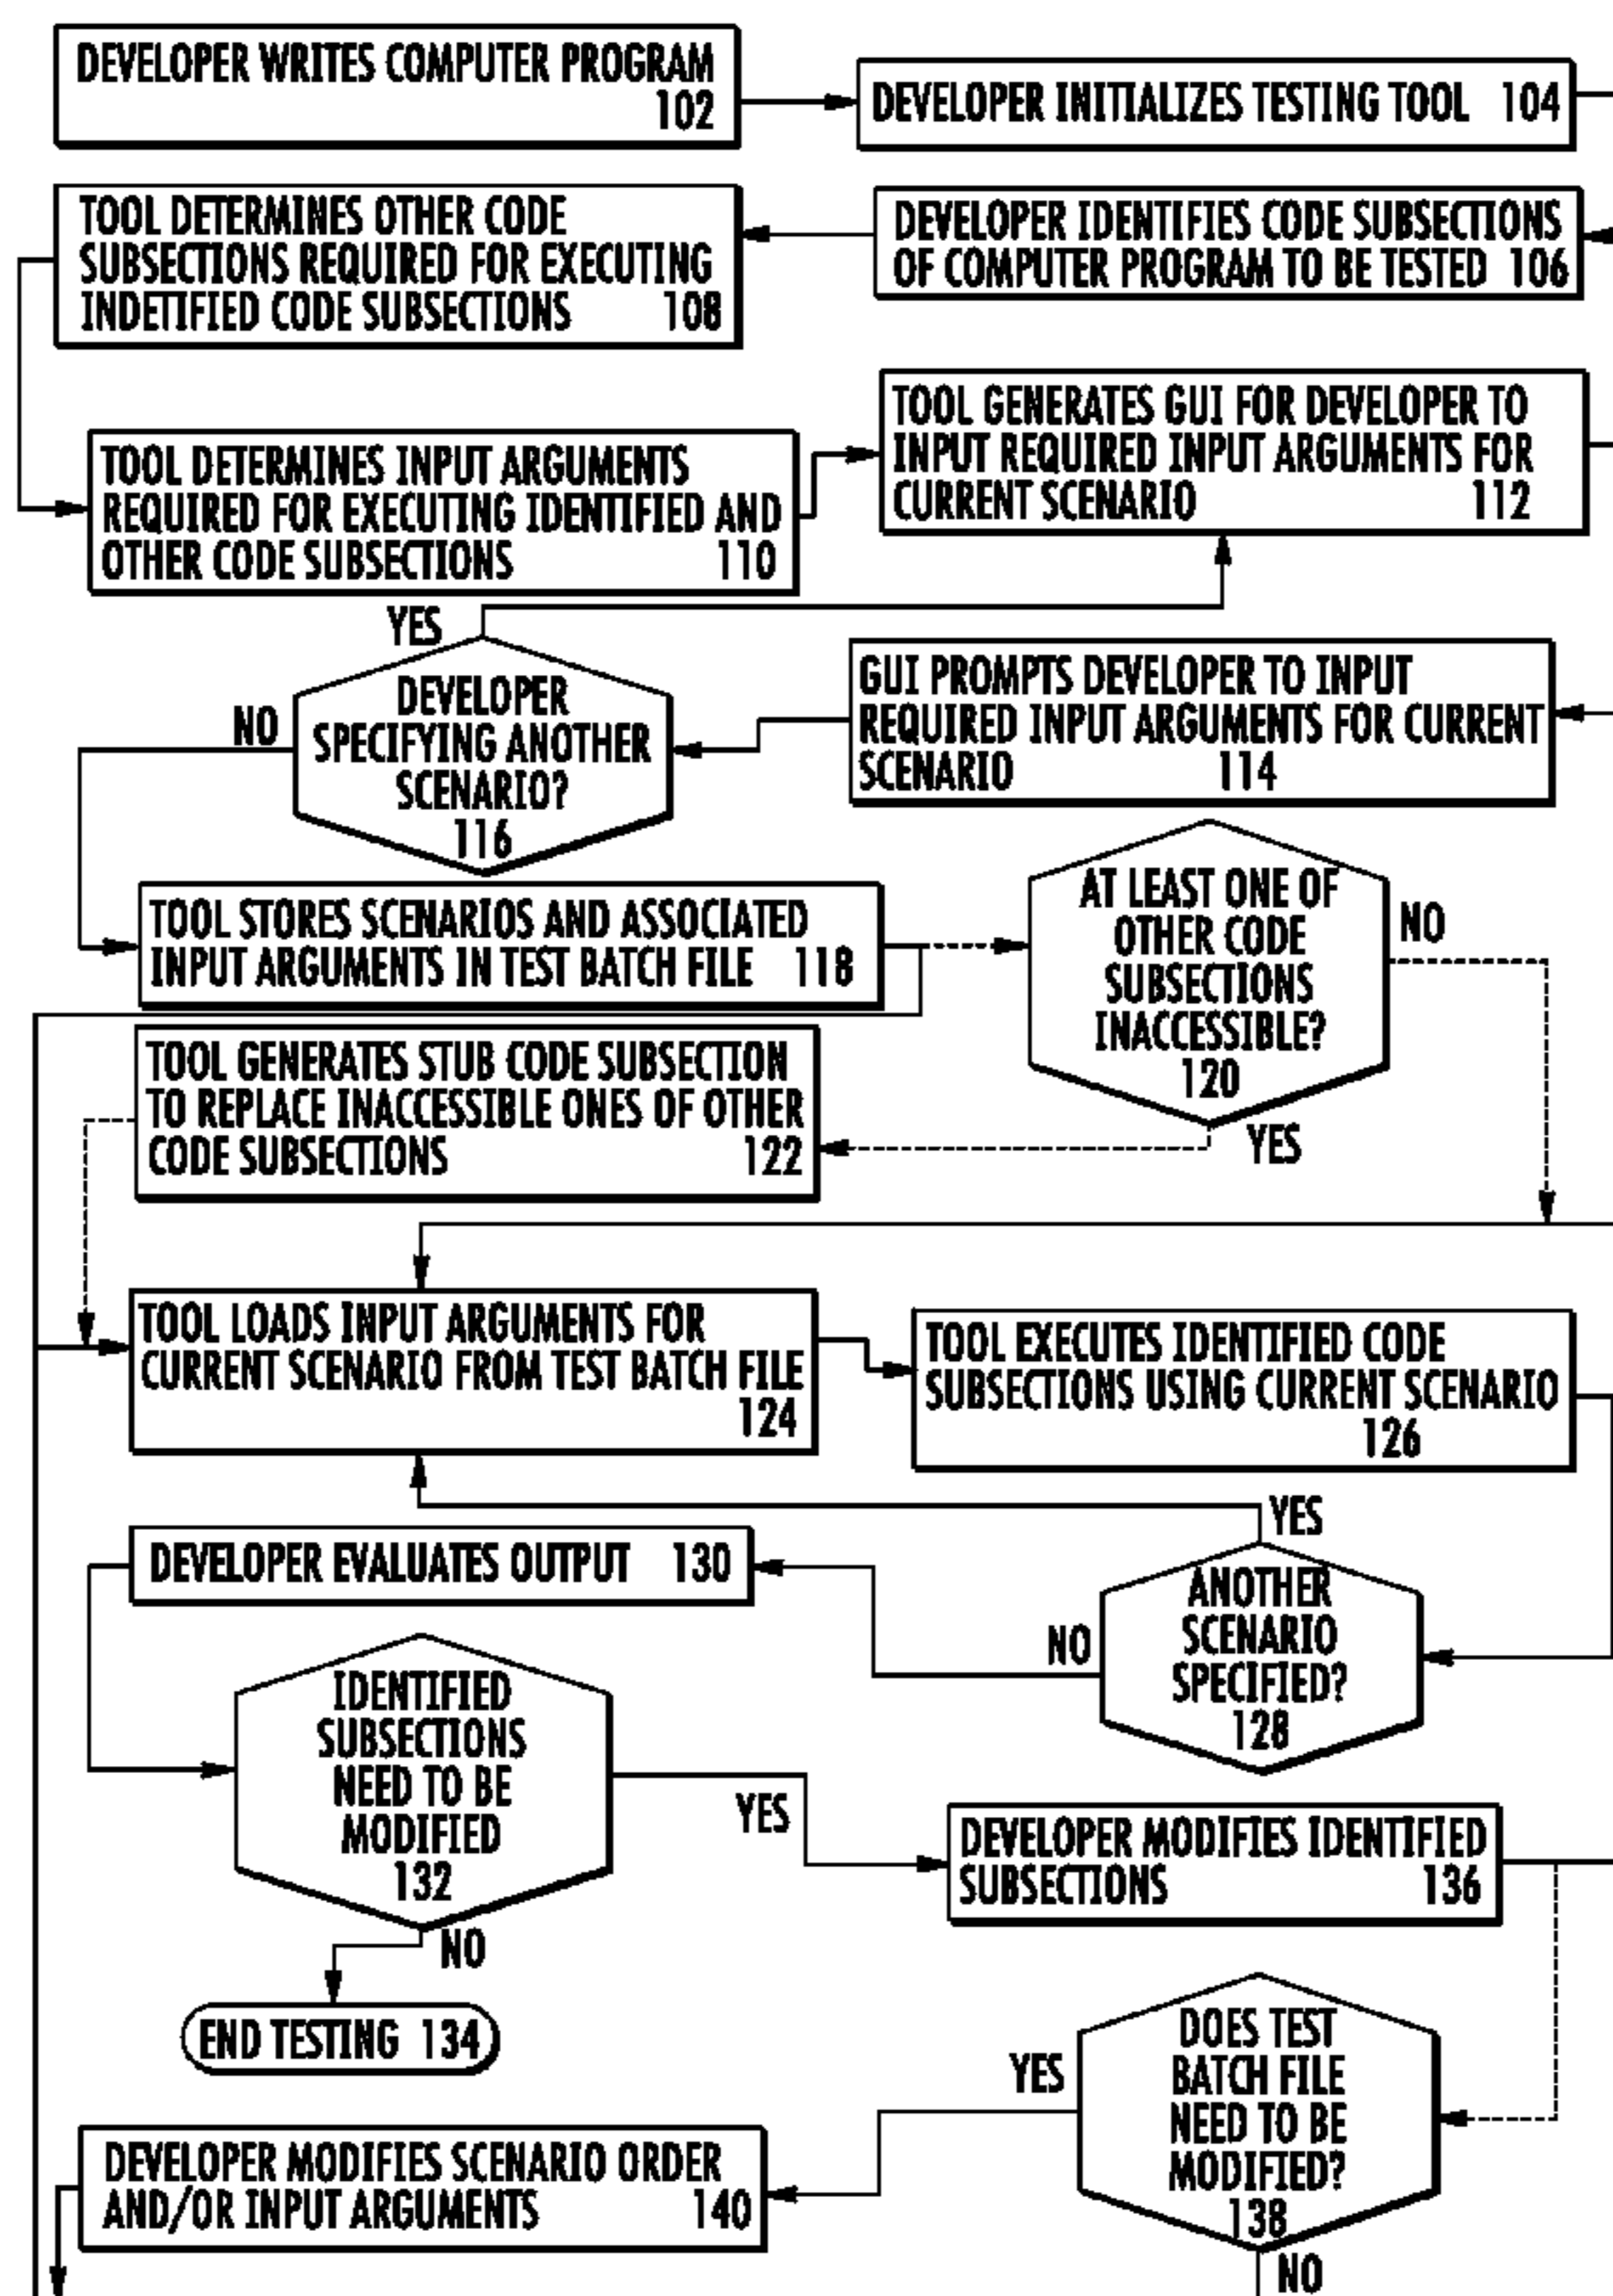 DEVELOPER WRITES COMPUTER PROGRAM
102
DEVELOPER INITIALIZES TESTING TOOL 104
DEVELOPER IDENTIFIES CODE SUBSECTIONS
OF COMPUTER PROGRAM TO BE TESTED 106
TOOL DETERMINES OTHER CODE
SUBSECTIONS REQUIRED FOR EXECUTING
INDETIFIED CODE SUBSECTIONS 108
TOOL DETERMINES INPUT ARGUMENTS
REQUIRED FOR EXECUTING IDENTIFIED AND
OTHER CODE SUBSECTIONS 110
TOOL GENERATES GUI FOR DEVELOPER TO
INPUT REQUIRED INPUT ARGUMENTS FOR
CURRENT SCENARIO 112
GUI PROMPTS DEVELOPER TO INPUT
REQUIRED INPUT ARGUMENTS FOR CURRENT
SCENARIO 114
YES
DEVELOPER
SPECIFYING ANOTHER
SCENARIO?
116
NO
TOOL STORES SCENARIOS AND ASSOCIATED
INPUT ARGUMENTS IN TEST BATCH FILE 118
AT LEAST ONE OF
OTHER CODE
SUBSECTIONS
INACCESSIBLE?
120
NO
YES
TOOL GENERATES STUB CODE SUBSECTION
TO REPLACE INACCESSIBLE ONES OF OTHER
CODE SUBSECTIONS 122
TOOL LOADS INPUT ARGUMENTS FOR
CURRENT SCENARIO FROM TEST BATCH FILE
124
TOOL EXECUTES IDENTIFIED CODE
SUBSECTIONS USING CURRENT SCENARIO
126
YES
ANOTHER
SCENARIO
SPECIFIED?
128
NO
DEVELOPER EVALUATES OUTPUT 130
IDENTIFIED
SUBSECTIONS
NEED TO BE
MODIFIED
132
YES
NO
END TESTING 134
DEVELOPER MODIFIES IDENTIFIED
SUBSECTIONS 136
DOES TEST
BATCH FILE
NEED TO BE
MODIFIED?
138
YES
NO
DEVELOPER MODIFIES SCENARIO ORDER
AND/OR INPUT ARGUMENTS 140